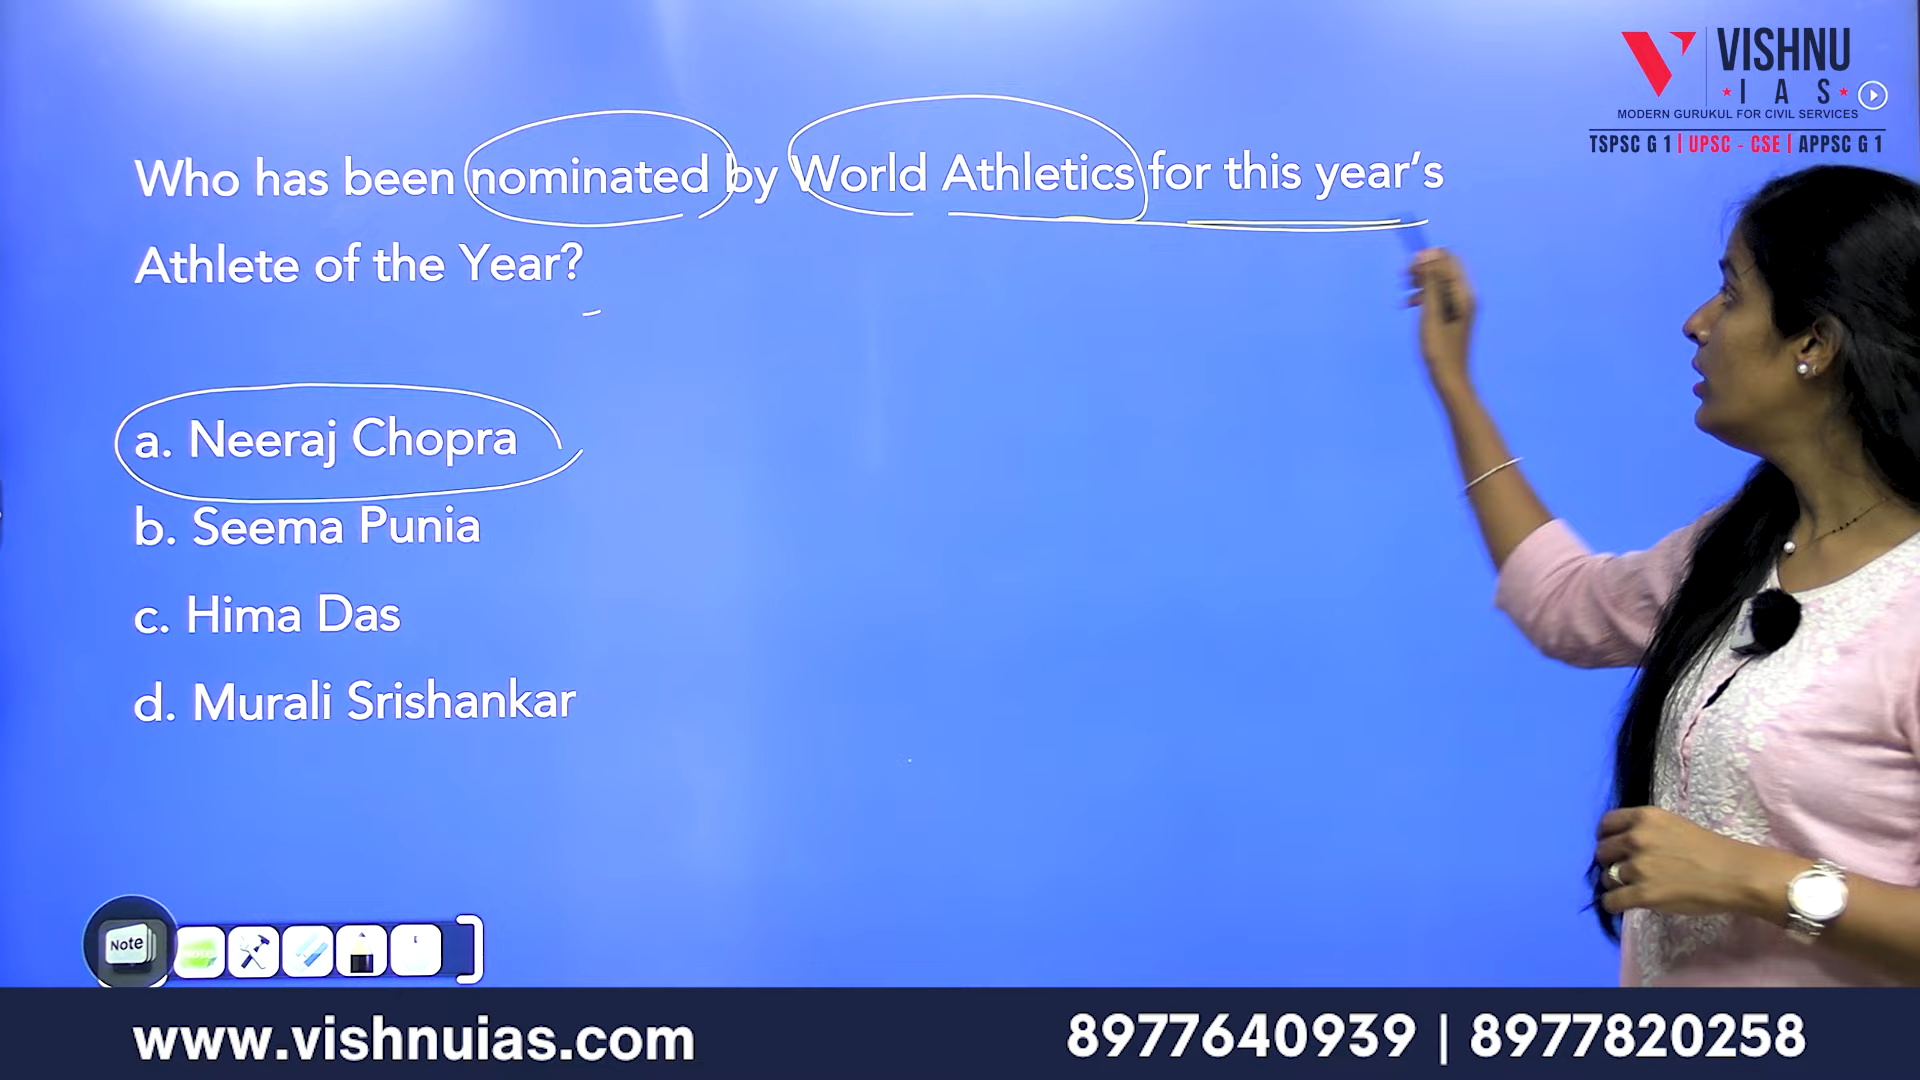 VISHNU
IAS
MODERN GURUKUL FOR CIVIL SERVICES
TSPSC G 1 | UPSC - CSE | APPSC G 1
Who has been nominated by World Athletics for this year’s
Athlete of the Year?
a. Neeraj Chopra
b. Seema Punia
c. Hima Das
d. Murali Srishankar
Note
www.vishnuias.com
8977640939 | 8977820258